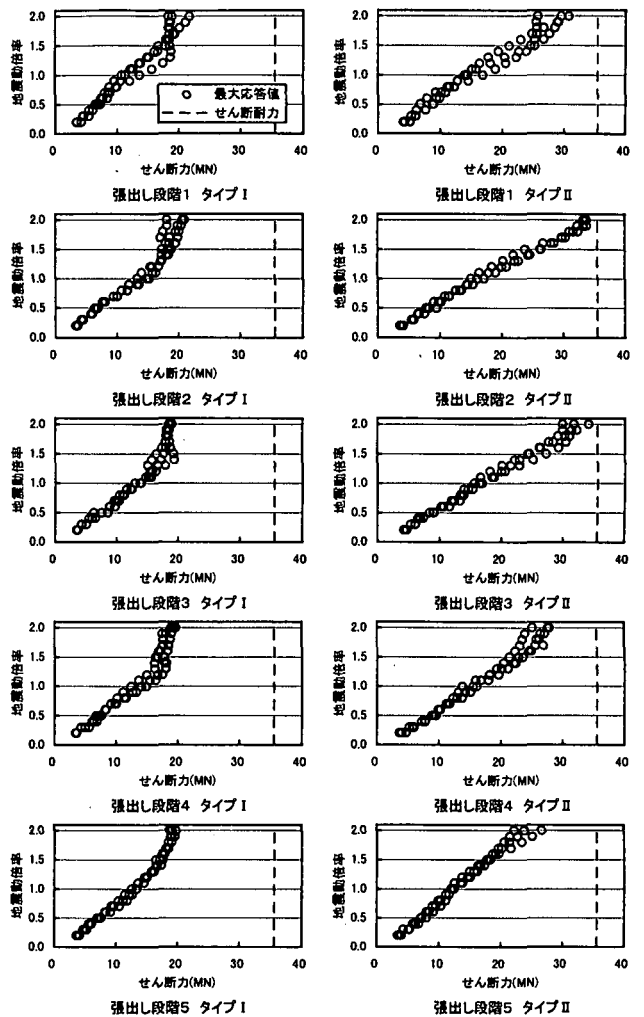 地震動倍率
2.0
1.5
1.0
0.5
0.0
最大応答値
せん断耐力
0 10 20 30 40
せん断力(MN)
張出し段階1 タイプⅠ
地震動倍率
2.0
1.5
1.0
0.5
0.0
0 10 20 30 40
せん断力(MN)
張出し段階1 タイプⅡ
地震動倍率
2.0
1.5
1.0
0.5
0.0
0 10 20 30 40
せん断力(MN)
張出し段階2 タイプⅠ
地震動倍率
2.0
1.5
1.0
0.5
0.0
0 10 20 30 40
せん断力(MN)
張出し段階2 タイプⅡ
地震動倍率
2.0
1.5
1.0
0.5
0.0
0 10 20 30 40
せん断力(MN)
張出し段階3 タイプⅠ
地震動倍率
2.0
1.5
1.0
0.5
0.0
0 10 20 30 40
せん断力(MN)
張出し段階3 タイプⅡ
地震動倍率
2.0
1.5
1.0
0.5
0.0
0 10 20 30 40
せん断力(MN)
張出し段階4 タイプⅠ
地震動倍率
2.0
1.5
1.0
0.5
0.0
0 10 20 30 40
せん断力(MN)
張出し段階4 タイプⅡ
地震動倍率
2.0
1.5
1.0
0.5
0.0
0 10 20 30 40
せん断力(MN)
張出し段階5 タイプⅠ
地震動倍率
2.0
1.5
1.0
0.5
0.0
0 10 20 30 40
せん断力(MN)
張出し段階5 タイプⅡ